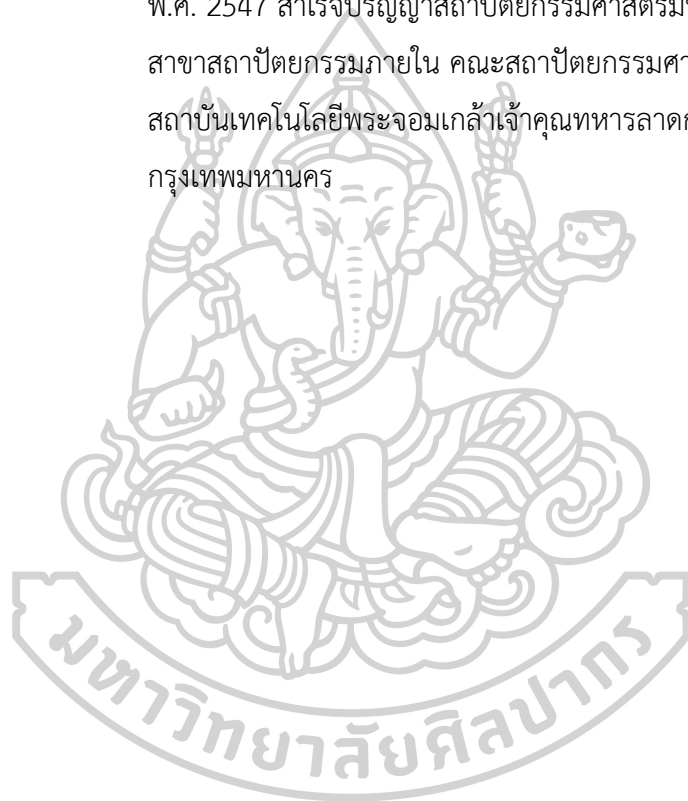 พ.ศ. 2547 สำเร็จปริญญาสถาปัตยกรรมศาสตรม
สาขาสถาปัตยกรรมภายใน คณะสถาปัตยกรรมศา
สถาบันเทคโนโลยีพระจอมเกล้าเจ้าคุณทหารลาดก
กรุงเทพมหานคร
มหาวิทยาลัยศิลปากร